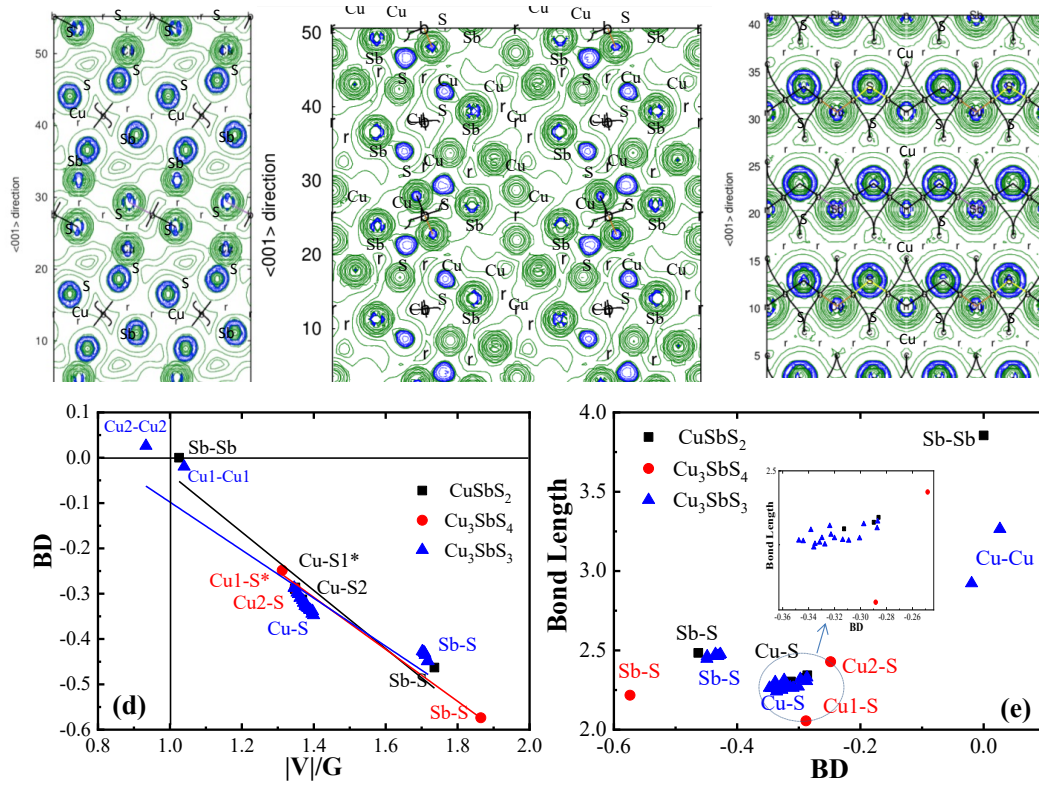 50
40
30
20
10
<001> direction
S
S
S
S
Cu
r
r
Sb
Sb
S
S
r
r
S
S
S
S
Cu
r
r
Sb
Sb
50
40
30
20
10
<001> direction
Cu
Cu
S
Cu
Cu
S
b
Sb
S
r
Sb
Cu
Cu
r
Sb
S
Cu
b
Sb
r
Cu
S
Cu
S
b
Sb
r
Cu
S
Cu
r
Sb
b
r
40
35
30
25
20
15
10
5
<001> direction
Sb
Sb
r
Cu
r
S
S
S
S
Cu
r
S
S
Cu
r
S
S
Cu
r
0.1
0.0
-0.1
-0.2
-0.3
-0.4
-0.5
-0.6
BD
Cu2-Cu2
Sb-Sb
Cu1-Cu1
CuSbS2
Cu3SbS4
Cu3SbS3
Cu-S1*
Cu1-S*
Cu-S2
Cu2-S
Cu-S
Sb-S
Sb-S
Sb-S
(d)
0.8
1.0
1.2
1.4
1.6
1.8
2.0
|V|/G
4.0
3.5
3.0
2.5
2.0
Bond Length
CuSbS2
Cu3SbS4
Cu3SbS3
Sb-Sb
2.5
Bond Length
-0.36
-0.34
-0.32
-0.30
-0.28
-0.26
BD
Cu-Cu
Sb-S
Cu-S
Sb-S
Sb-S
Cu2-S
Cu-S
Cu1-S
(e)
-0.6
-0.4
-0.2
0.0
BD